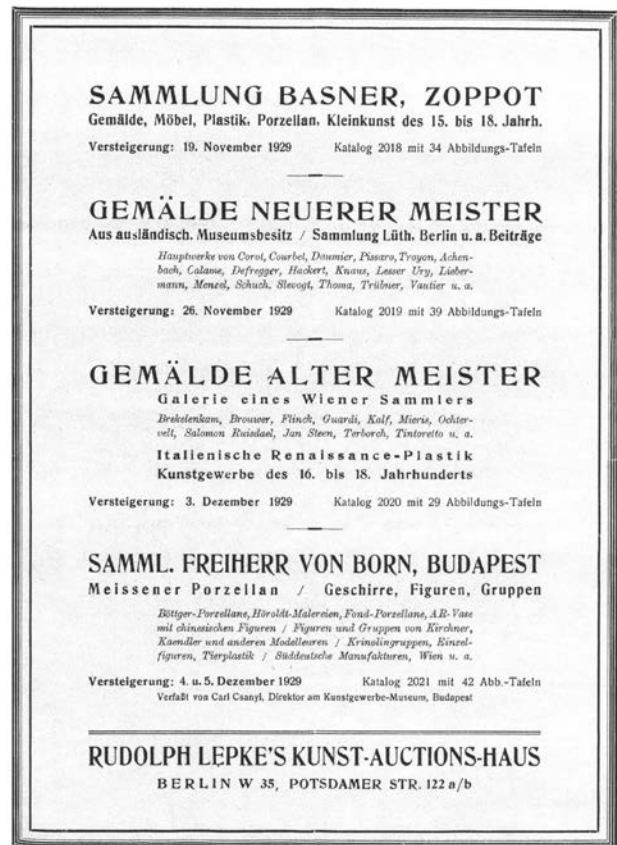 SAMMLUNG BASNER, ZOPPOT
Gemälde, Möbel, Plastik, Porzellan, Kleinkunst des 15. bis 18. Jahrh.
Versteigerung: 19. November 1929 Katalog 2018 mit 34 Abbildungs-Tafeln
GEMÄLDE NEUERER MEISTER
Aus ausländisch. Museumsbesitz / Sammlung Lüth, Berlin u. a. Beiträge
Hauptwerke von Corot, Courbet, Daumier, Pissaro, Troyon, Achen-
bach, Calame, Defregger, Hackert, Knaus, Lesser Ury, Lieber-
mann, Menzel, Schuch, Slevogt, Thoma, Trübner, Vautier u. a.
Versteigerung: 26. November 1929 Katalog 2019 mit 39 Abbildungs-Tafeln
GEMÄLDE ALTER MEISTER
Galerie eines Wiener Sammlers
Brekelenkam, Brouwer, Flinck, Guardi, Kalf, Mieris, Ochter-
velt, Salomon Ruisdael, Jan Steen, Terborch, Tintoretto u. a.
Italienische Renaissance-Plastik
Kunstgewerbe des 16. bis 18. Jahrhunderts
Versteigerung: 3. Dezember 1929 Katalog 2020 mit 29 Abbildungs-Tafeln
SAMML. FREIHERR VON BORN, BUDAPEST
Meissener Porzellan / Geschirre, Figuren, Gruppen
Böttger-Porzellane, Höroldt-Malereien, Fond-Porzellane, AR-Vase
mit chinesischen Figuren / Figuren und Gruppen von Kirchner,
Kaendler und anderen Modelleuren / Krinolingruppen, Einzel-
figuren, Tierplastik / Süddeutsche Manufakturen, Wien u. a.
Versteigerung: 4. u. 5. Dezember 1929 Katalog 2021 mit 42 Abb.-Tafeln
Verfaßt von Carl Csanyi, Direktor am Kunstgewerbe-Museum, Budapest
RUDOLPH LEPKE'S KUNST-AUCTIONS-HAUS
BERLIN W 35, POTSDAMER STR. 122 a/b